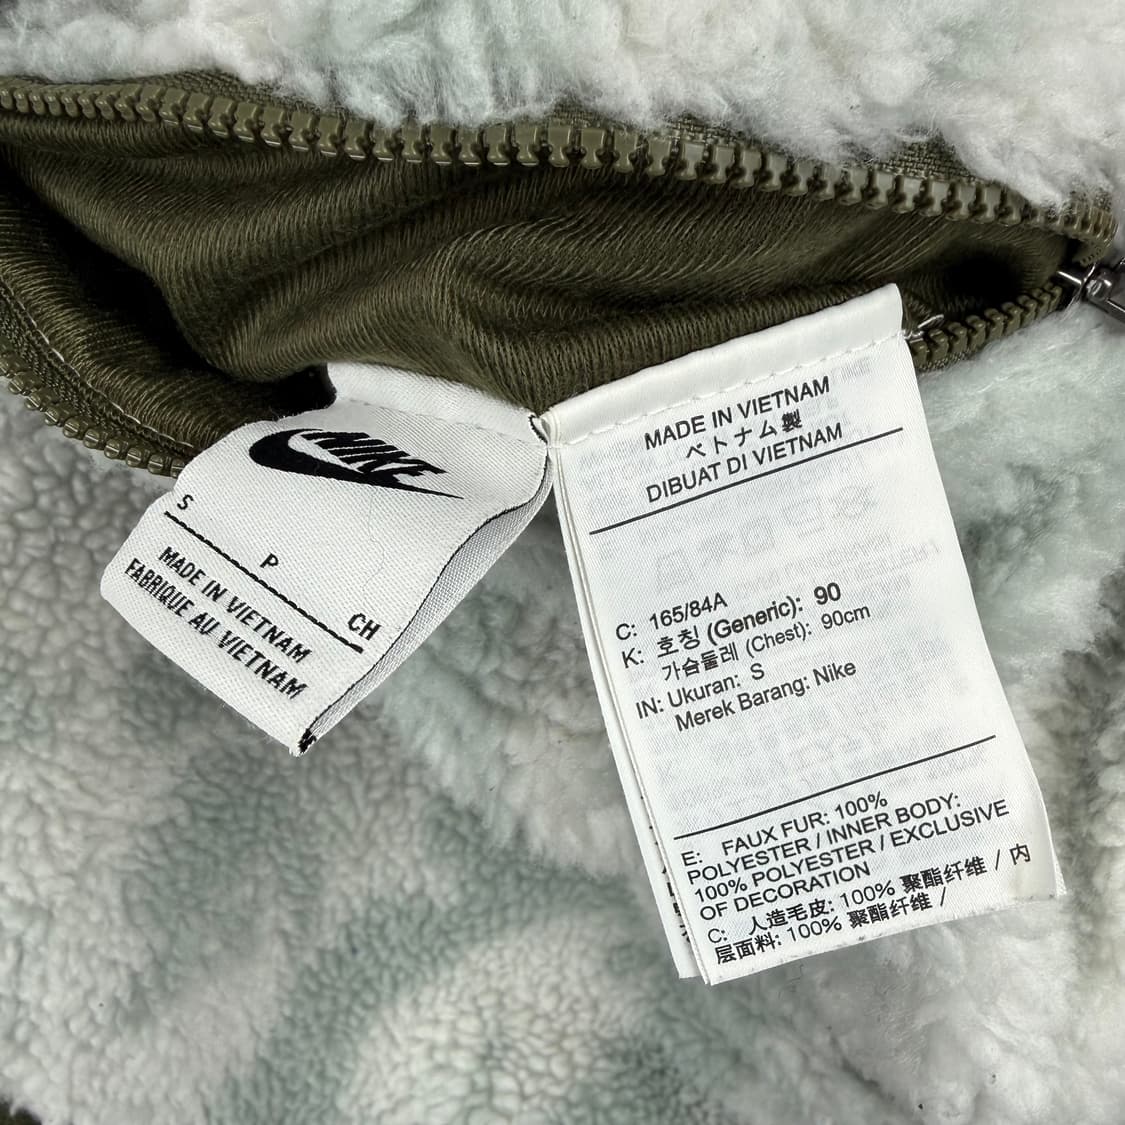 NIKE
S
P
CH
MADE IN VIETNAM
FABRIQUE AU VIETNAM
MADE IN VIETNAM
ベトナム製
DIBUAT DI VIETNAM
C: 165/84A
K: 호칭 (Generic): 90
가슴둘레 (Chest): 90cm
IN: Ukuran: S
Merek Barang: Nike
E: FAUX FUR: 100%
POLYESTER / INNER BODY:
100% POLYESTER / EXCLUSIVE
OF DECORATION
C: 人造毛皮: 100% 聚酯纤维 / 内
层面料: 100% 聚酯纤维 /